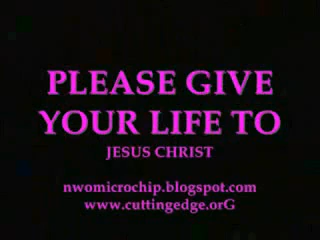 PLEASE GIVE
YOUR LIFE TO
JESUS CHRIST
nwomicrochip.blogspot.com
www.cuttingedge.orG